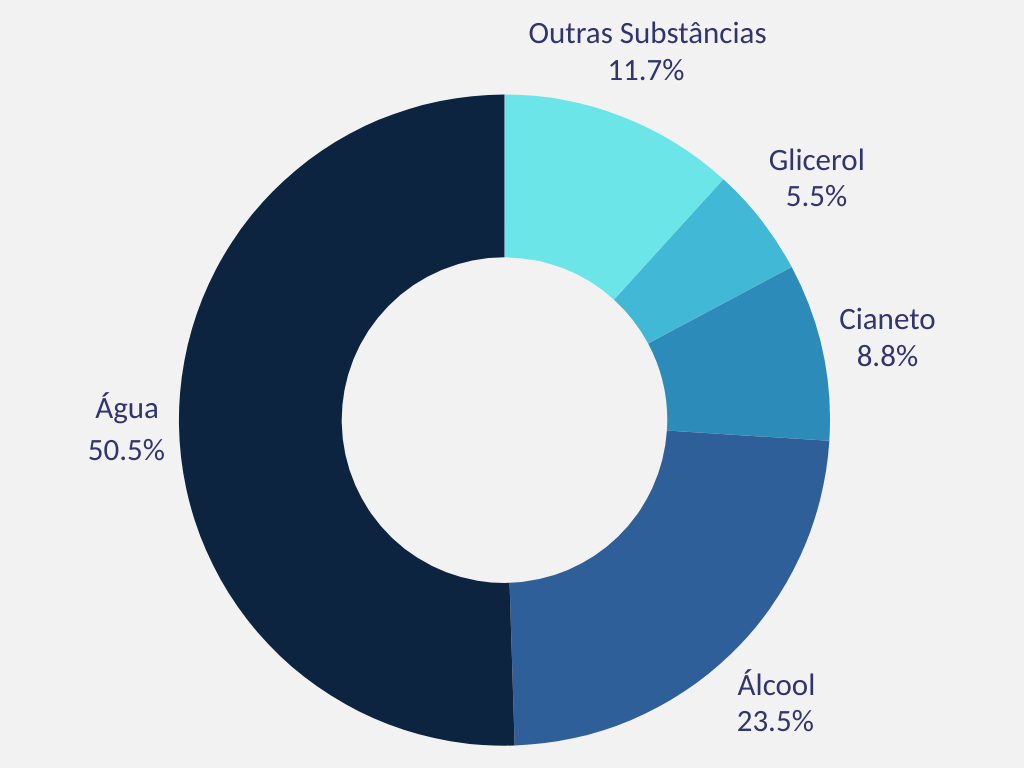 Outras Substâncias
11.7%
Glicerol
5.5%
Cianeto
8.8%
Água
50.5%
Álcool
23.5%